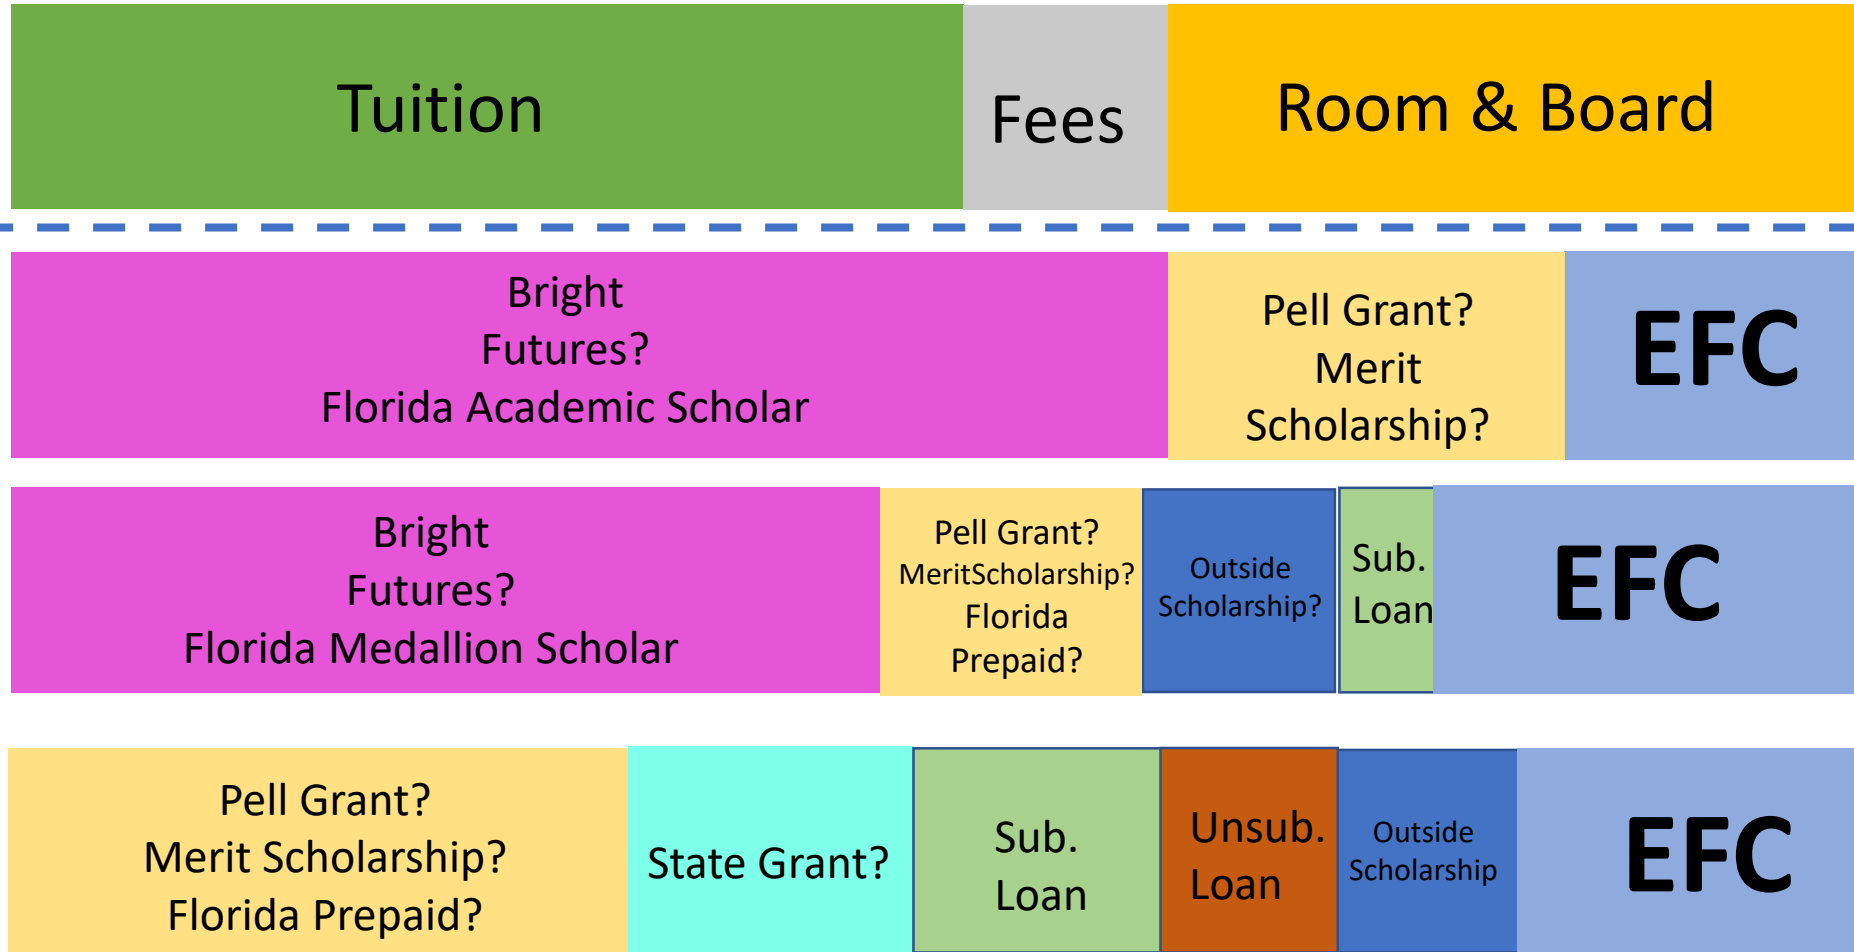 Tuition
Fees
Room & Board
Bright
Futures?
Florida Academic Scholar
Pell Grant?
Merit
Scholarship?
EFC
Bright
Futures?
Florida Medallion Scholar
Pell Grant?
MeritScholarship?
Florida
Prepaid?
Outside
Scholarship?
Sub.
Loan
EFC
Pell Grant?
Merit Scholarship?
Florida Prepaid?
State Grant?
Sub.
Loan
Unsub.
Loan
Outside
Scholarship
EFC